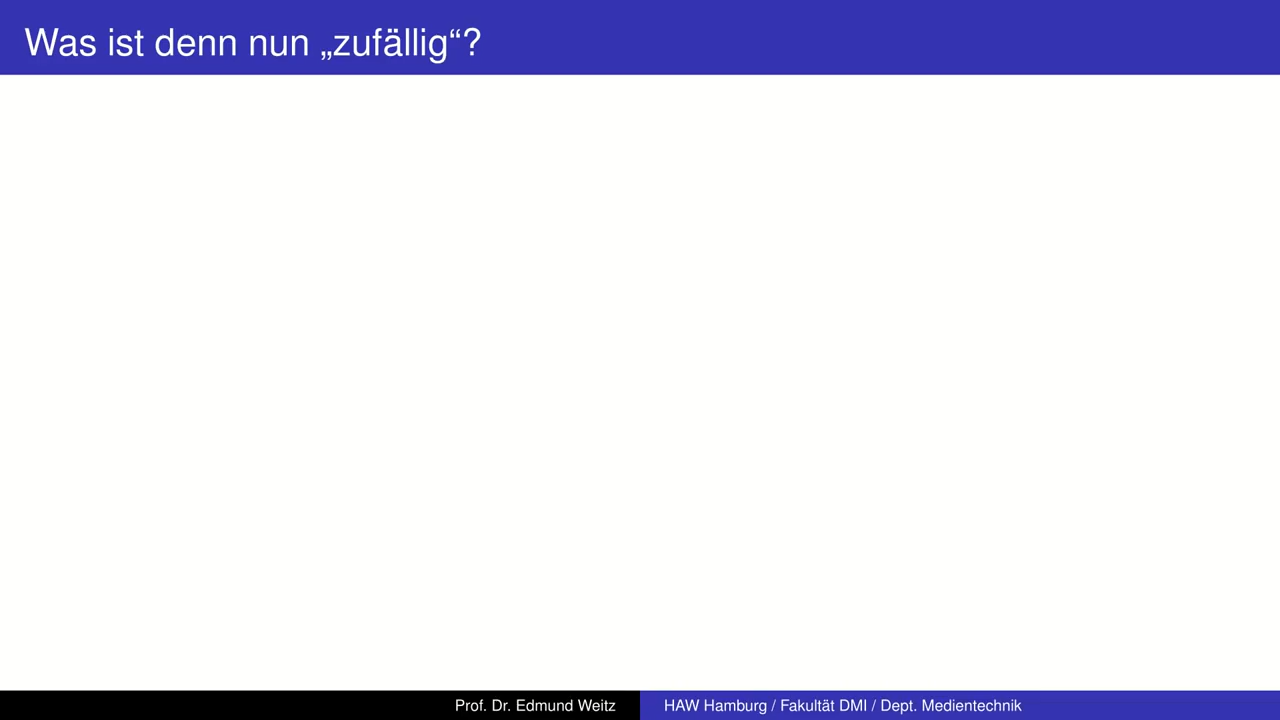 Was ist denn nun „zufällig“?
Prof. Dr. Edmund Weitz
HAW Hamburg / Fakultät DMI / Dept. Medientechnik